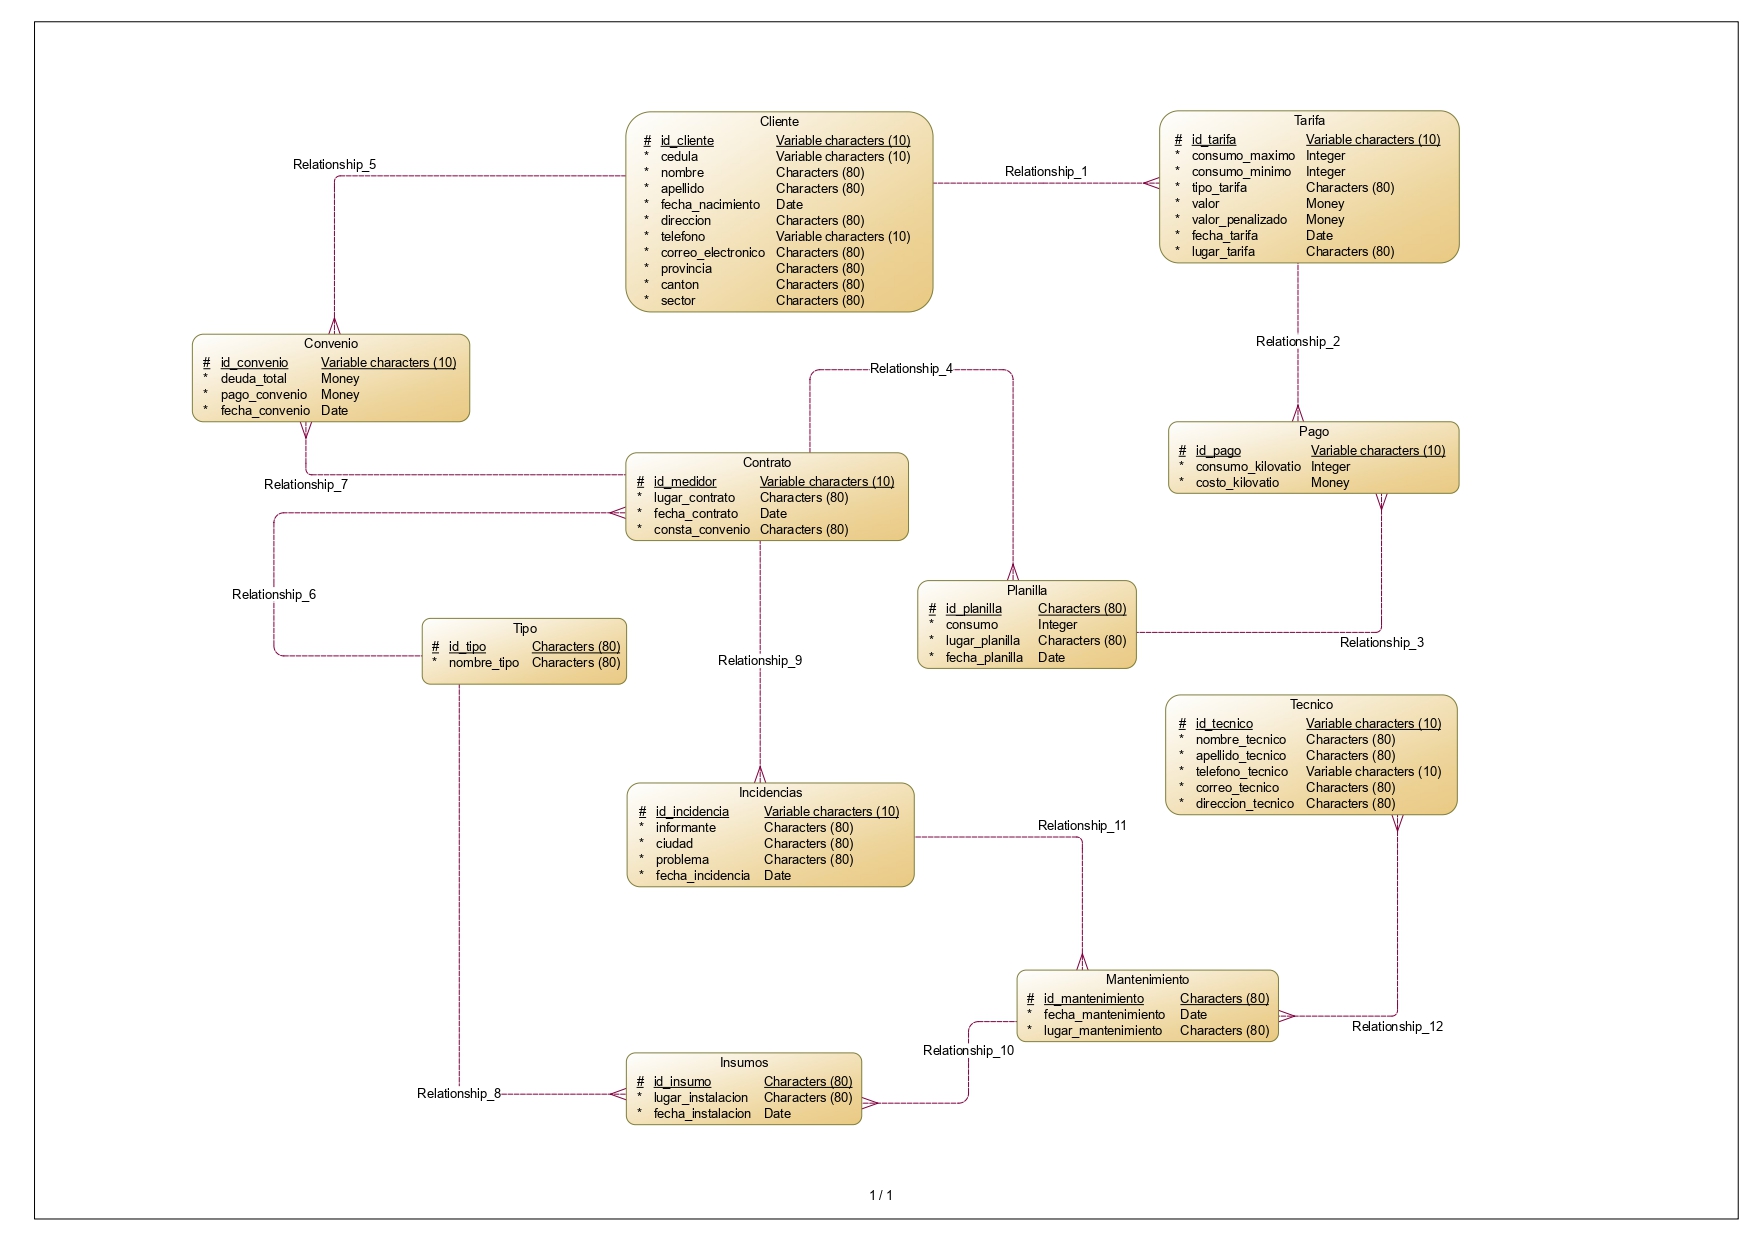 Cliente
# id_cliente Variable characters (10)
* cedula Variable characters (10)
* nombre Characters (80)
* apellido Characters (80)
* fecha_nacimiento Date
* direccion Characters (80)
* telefono Variable characters (10)
* correo_electronico Characters (80)
* provincia Characters (80)
* canton Characters (80)
* sector Characters (80)
Relationship_1
Tarifa
# id_tarifa Variable characters (10)
* consumo_maximo Integer
* consumo_minimo Integer
* tipo_tarifa Characters (80)
* valor Money
* valor_penalizado Money
* fecha_tarifa Date
* lugar_tarifa Characters (80)
Relationship_5
Convenio
# id_convenio Variable characters (10)
* deuda_total Money
* pago_convenio Money
* fecha_convenio Date
Relationship_4
Relationship_2
Pago
# id_pago Variable characters (10)
* consumo_kilovatio Integer
* costo_kilovatio Money
Relationship_7
Contrato
# id_medidor Variable characters (10)
* lugar_contrato Characters (80)
* fecha_contrato Date
* consta_convenio Characters (80)
Relationship_6
Planilla
# id_planilla Characters (80)
* consumo Integer
* lugar_planilla Characters (80)
* fecha_planilla Date
Relationship_3
Tipo
# id_tipo Characters (80)
* nombre_tipo Characters (80)
Relationship_9
Tecnico
# id_tecnico Variable characters (10)
* nombre_tecnico Characters (80)
* apellido_tecnico Characters (80)
* telefono_tecnico Variable characters (10)
* correo_tecnico Characters (80)
* direccion_tecnico Characters (80)
Incidencias
# id_incidencia Variable characters (10)
* informante Characters (80)
* ciudad Characters (80)
* problema Characters (80)
* fecha_incidencia Date
Relationship_11
Mantenimiento
# id_mantenimiento Characters (80)
* fecha_mantenimiento Date
* lugar_mantenimiento Characters (80)
Relationship_12
Relationship_10
Insumos
# id_insumo Characters (80)
* lugar_instalacion Characters (80)
* fecha_instalacion Date
Relationship_8
1 / 1